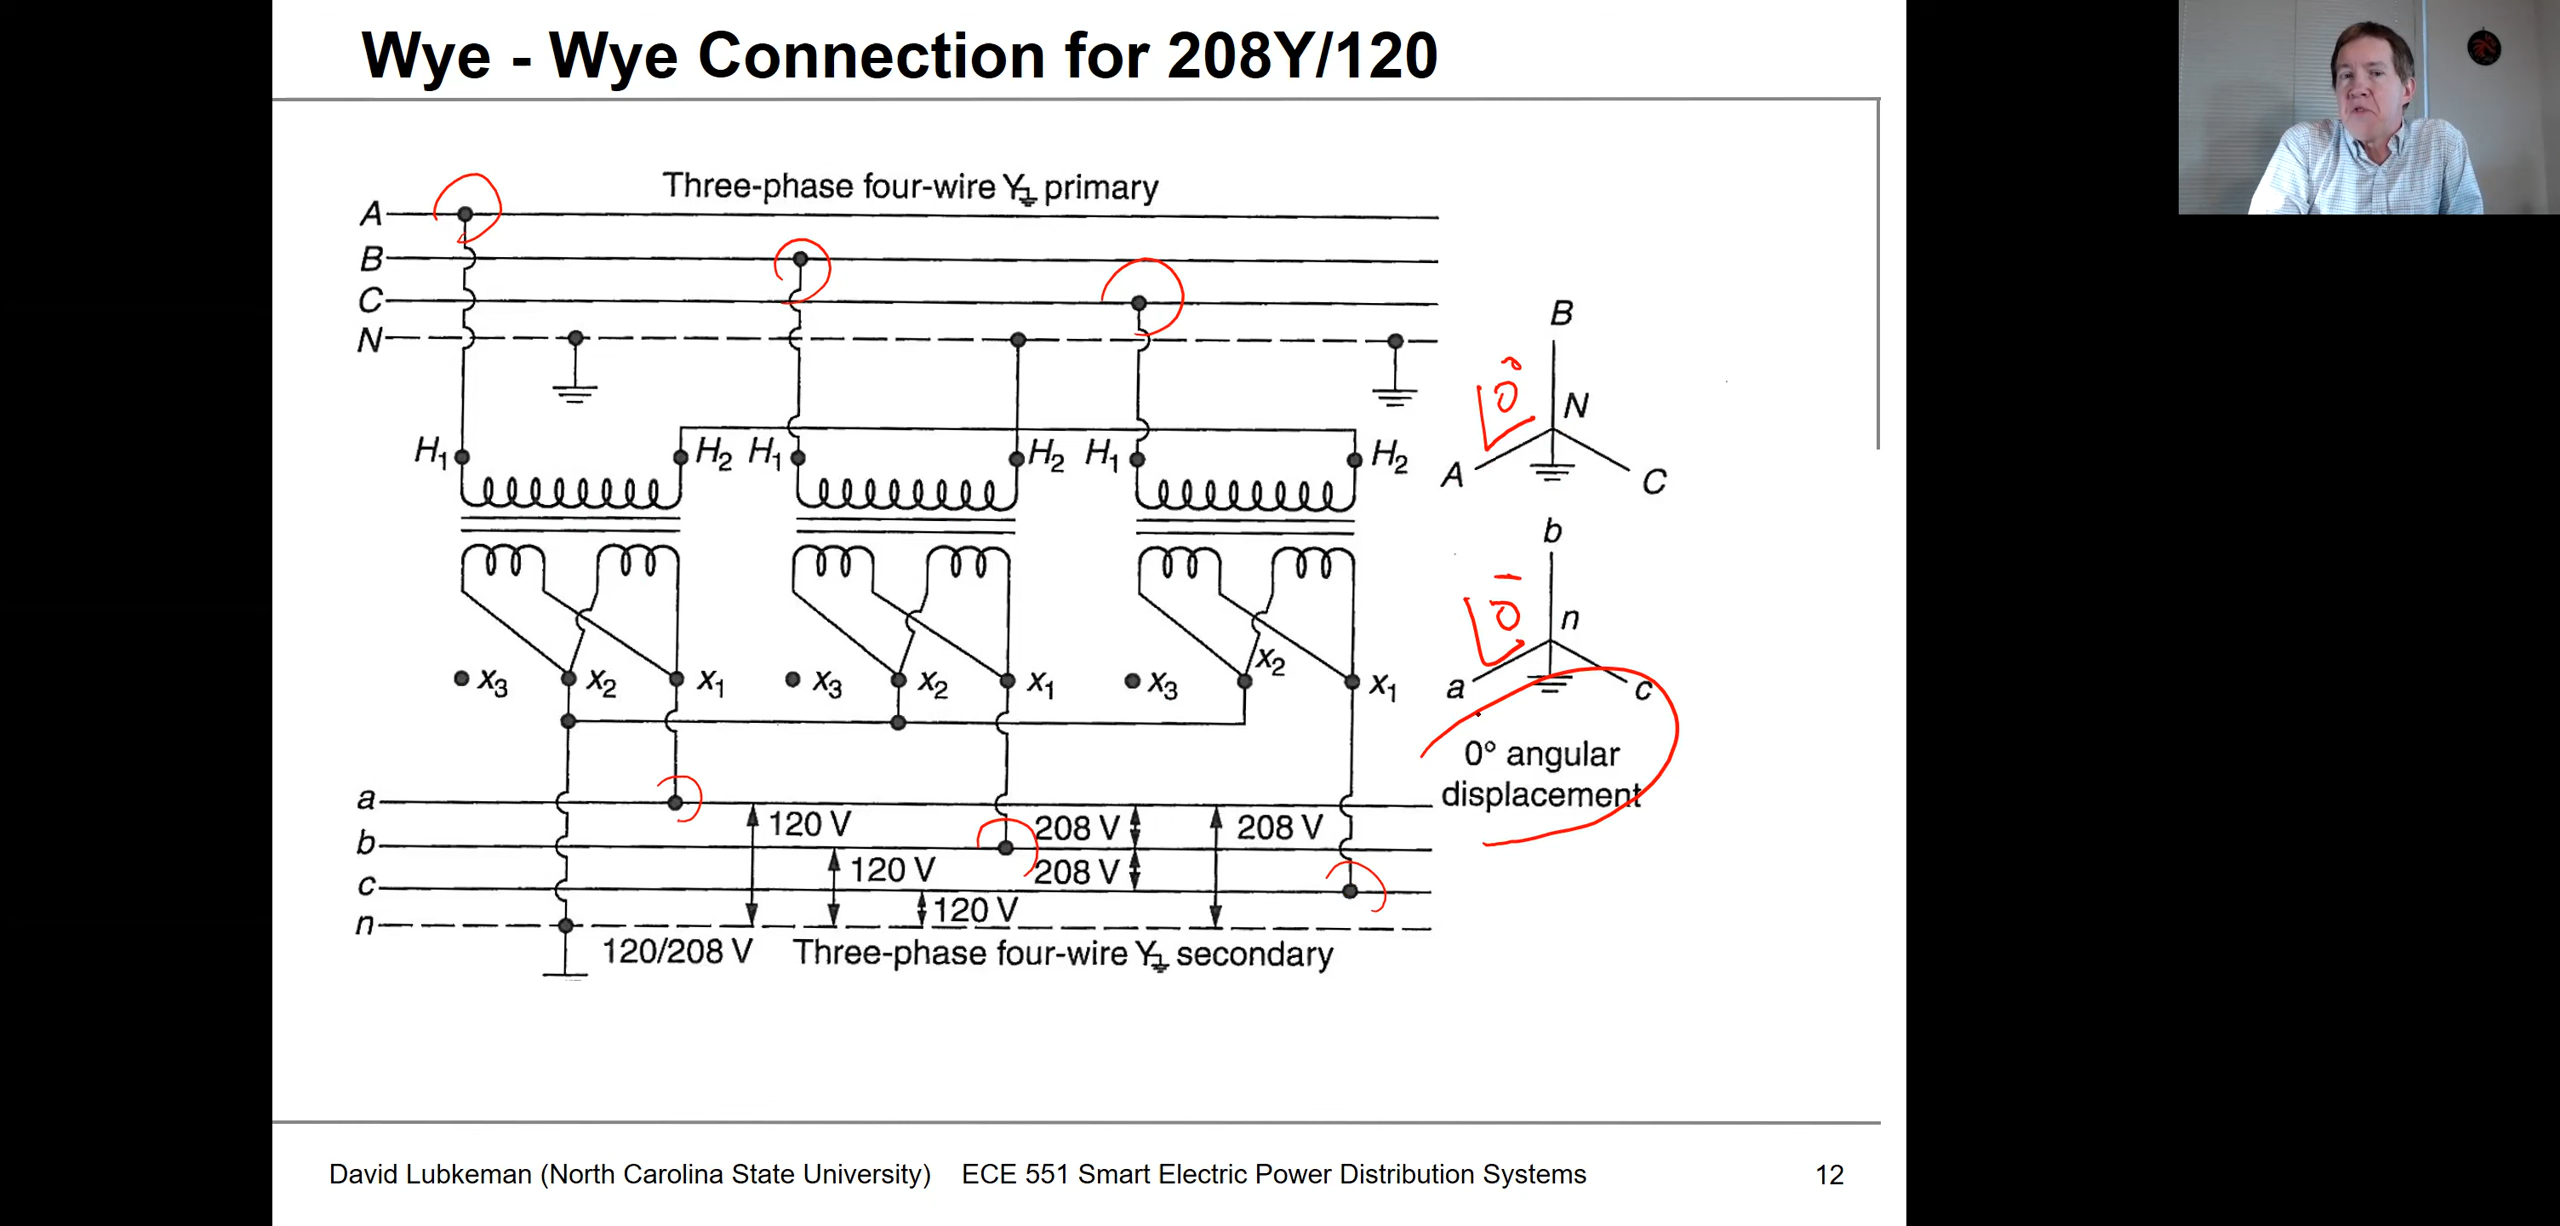 Wye - Wye Connection for 208Y/120
Three-phase four-wire Y primary
A
B
C
N
H₁ H₂ H₁ H₂ H₁ H₂
B
N
A C
0°
x₃ x₂ x₁ x₃ x₂ x₁ x₃ x₂ x₁
b
n
a c
0° angular
displacement
a
b
c
n
120 V 208 V 208 V
120 V 208 V
120 V
120/208 V Three-phase four-wire Y secondary
David Lubkeman (North Carolina State University) ECE 551 Smart Electric Power Distribution Systems 12